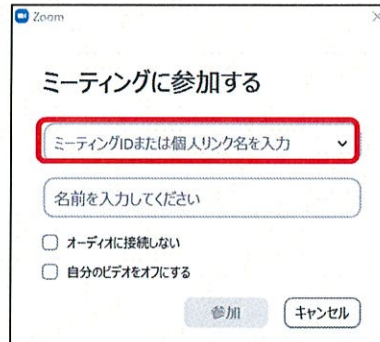 Zoom
ミーティングに参加する
ミーティングIDまたは個人リンク名を入力
名前を入力してください
オーディオに接続しない
自分のビデオをオフにする
参加
キャンセル